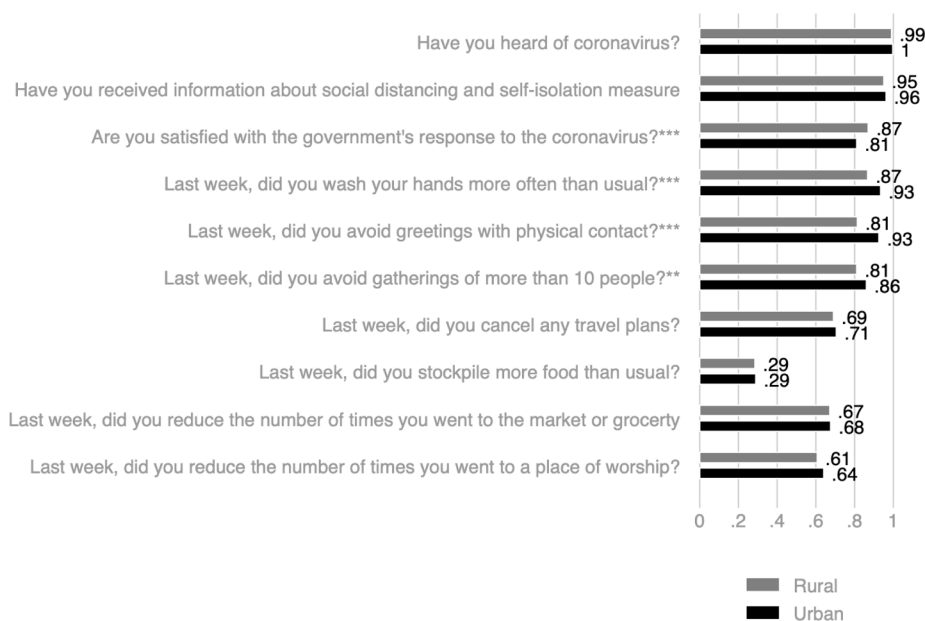 Have you heard of coronavirus?
.99
1
Have you received information about social distancing and self-isolation measure
.95
.96
Are you satisfied with the government's response to the coronavirus?***
.87
.81
Last week, did you wash your hands more often than usual?***
.87
.93
Last week, did you avoid greetings with physical contact?***
.81
.93
Last week, did you avoid gatherings of more than 10 people?**
.81
.86
Last week, did you cancel any travel plans?
.69
.71
Last week, did you stockpile more food than usual?
.29
.29
Last week, did you reduce the number of times you went to the market or grocerty
.67
.68
Last week, did you reduce the number of times you went to a place of worship?
.61
.64
0 .2 .4 .6 .8 1
Rural
Urban